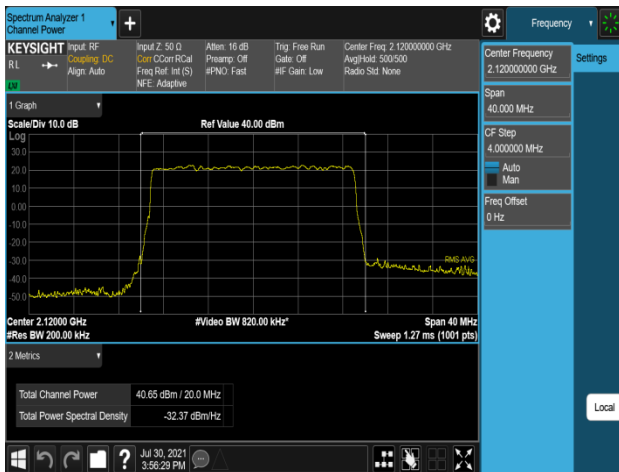 Spectrum Analyzer 1
Channel Power
Frequency
KEYSIGHT
RL
LXI
Input: RF
Coupling: DC
Align: Auto
Input Z: 50 Ω
Corr CCorr RCal
Freq Ref: Int (S)
NFE: Adaptive
Atten: 16 dB
Preamp: Off
#PNO: Fast
Trig: Free Run
Gate: Off
#IF Gain: Low
Center Freq: 2.120000000 GHz
Avg|Hold: 500/500
Radio Std: None
Center Frequency
2.120000000 GHz
Settings
Span
40.000 MHz
CF Step
4.000000 MHz
Auto
Man
Freq Offset
0 Hz
1 Graph
Scale/Div 10.0 dB
Ref Value 40.00 dBm
Log
30.0
20.0
10.0
0.00
-10.0
-20.0
-30.0
-40.0
-50.0
RMS AVG
Center 2.12000 GHz
#Video BW 820.00 kHz*
Span 40 MHz
#Res BW 200.00 kHz
Sweep 1.27 ms (1001 pts)
2 Metrics
Total Channel Power
40.65 dBm / 20.0 MHz
Total Power Spectral Density
-32.37 dBm/Hz
Local
?
Jul 30, 2021
3:56:29 PM